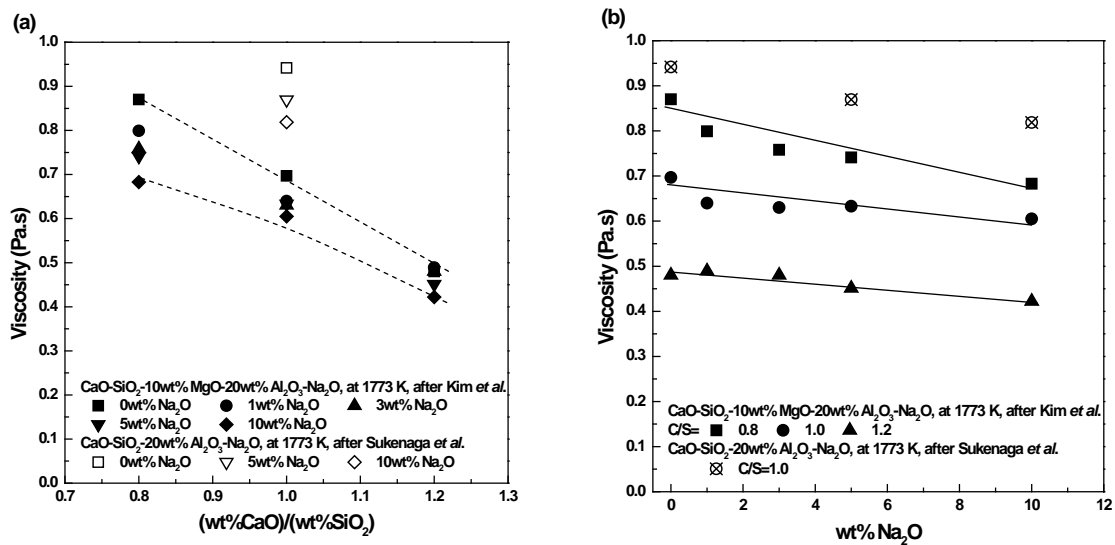 (a)
1.0
0.9
0.8
0.7
0.6
0.5
0.4
0.3
0.2
0.1
0.0
Viscosity (Pa.s)
CaO-SiO₂-10wt% MgO-20wt% Al₂O₃-Na₂O, at 1773 K, after Kim et al.
0wt% Na₂O 1wt% Na₂O 3wt% Na₂O
5wt% Na₂O 10wt% Na₂O
CaO-SiO₂-20wt% Al₂O₃-Na₂O, at 1773 K, after Sukenaga et al.
0wt% Na₂O 5wt% Na₂O 10wt% Na₂O
0.7 0.8 0.9 1.0 1.1 1.2 1.3
(wt%CaO)/(wt%SiO₂)
(b)
1.0
0.9
0.8
0.7
0.6
0.5
0.4
0.3
0.2
0.1
0.0
Viscosity (Pa.s)
CaO-SiO₂-10wt% MgO-20wt% Al₂O₃-Na₂O, at 1773 K, after Kim et al.
C/S= 0.8 1.0 1.2
CaO-SiO₂-20wt% Al₂O₃-Na₂O, at 1773 K, after Sukenaga et al.
C/S=1.0
0 2 4 6 8 10 12
wt% Na₂O